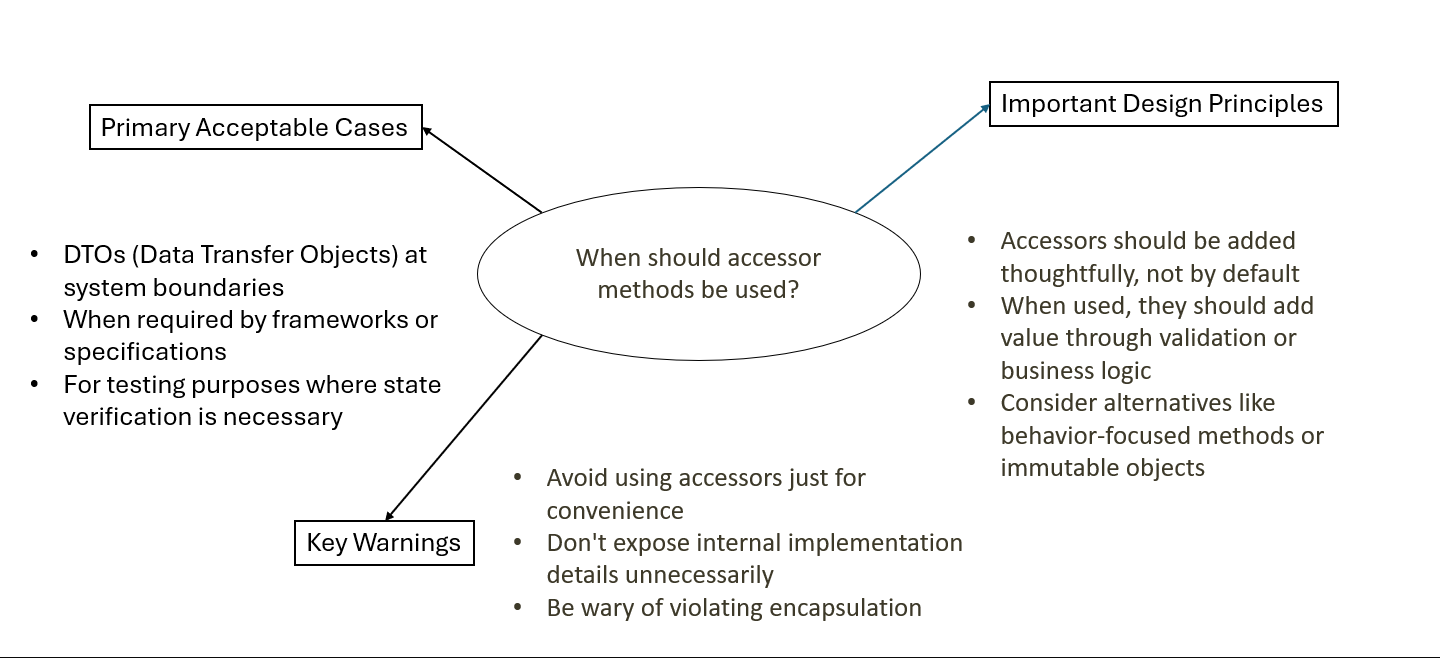 Primary Acceptable Cases
• DTOs (Data Transfer Objects) at
system boundaries
• When required by frameworks or
specifications
• For testing purposes where state
verification is necessary
When should accessor
methods be used?
Important Design Principles
• Accessors should be added
thoughtfully, not by default
• When used, they should add
value through validation or
business logic
• Consider alternatives like
behavior-focused methods or
immutable objects
Key Warnings
• Avoid using accessors just for
convenience
• Don't expose internal implementation
details unnecessarily
• Be wary of violating encapsulation